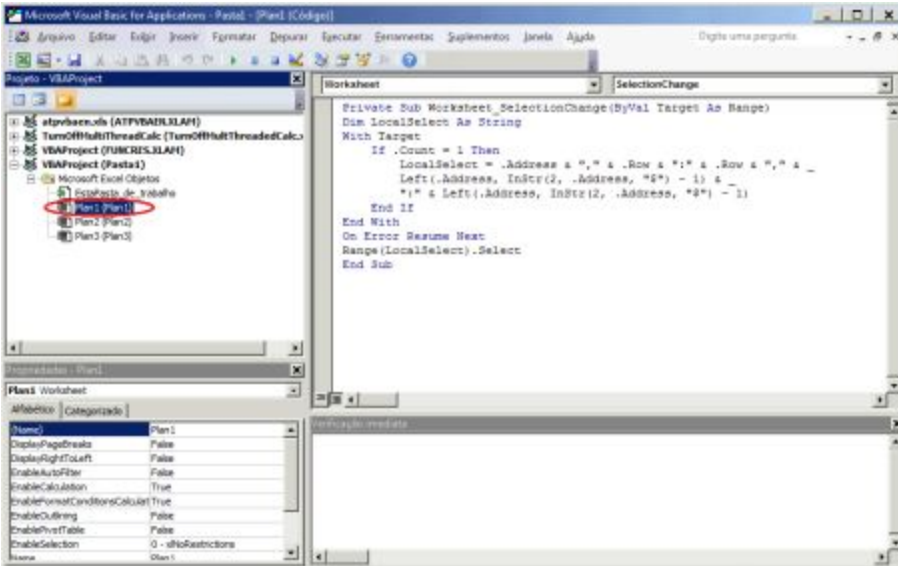 Microsoft Visual Basic for Applications - Pasta1 - [Plan1 (Código)]
Arquivo Editar Exibir Inserir Formatar Depurar Executar Ferramentas Suplementos Janela Ajuda Digite uma pergunta
Projeto - VBAProject
atpvbaen.xls (ATPVBAEN.XLAM)
TurnOffMultiThreadCalc (TurnOffMultThreadedCalc.x
VBAProject (FUNCRES.XLAM)
VBAProject (Pasta1)
Microsoft Excel Objetos
EstaPasta_de_trabalho
Plan1 (Plan1)
Plan2 (Plan2)
Plan3 (Plan3)
Propriedades - Plan1
Plan1 Worksheet
Alfabético Categorizado
(Name) Plan1
DisplayPageBreaks False
DisplayRightToLeft False
EnableAutoFilter False
EnableCalculation True
EnableFormatConditionsCalculat True
EnableOutlining False
EnablePivotTable False
EnableSelection 0 - xlNoRestrictions
Name Plan1
Worksheet SelectionChange
Private Sub Worksheet_SelectionChange(ByVal Target As Range)
Dim LocalSelect As String
With Target
If .Count = 1 Then
LocalSelect = .Address & "," & .Row & ":" & .Row & "," & _
Left(.Address, InStr(2, .Address, "$") - 1) & _
":" & Left(.Address, InStr(2, .Address, "$") - 1)
End If
End With
On Error Resume Next
Range(LocalSelect).Select
End Sub
Verificação imediata